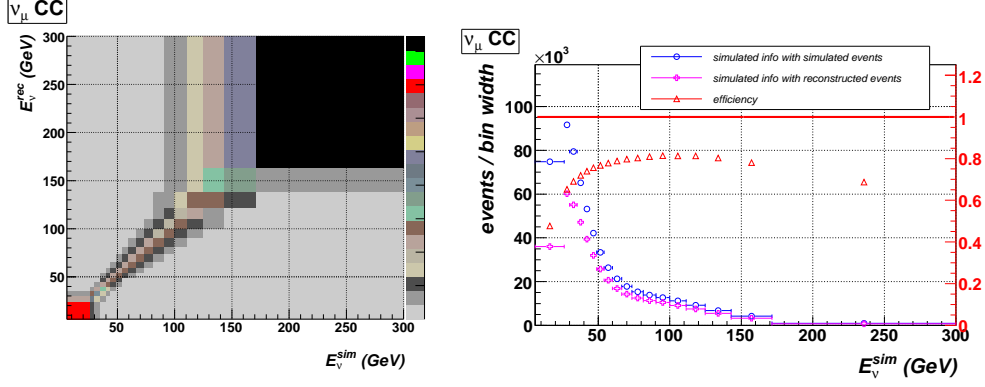 ν_μ CC
E_ν^rec (GeV)
300
250
200
150
100
50
50 100 150 200 250 300
E_ν^sim (GeV)
ν_μ CC
×10³
simulated info with simulated events
simulated info with reconstructed events
efficiency
events / bin width
100
80
60
40
20
0
1.2
1
0.8
0.6
0.4
0.2
0
50 100 150 200 250 300
E_ν^sim (GeV)